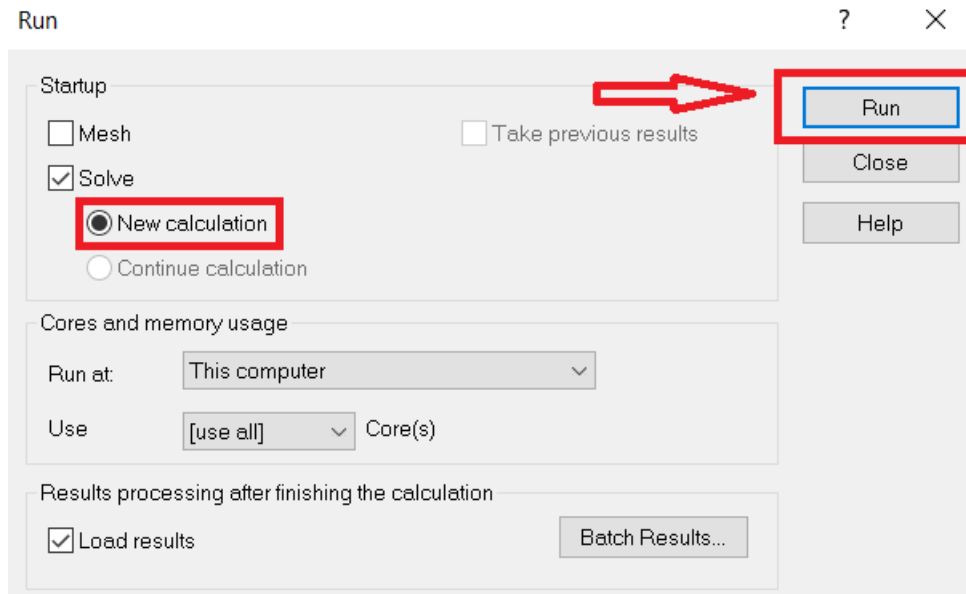 Run
?
Startup
Mesh
Take previous results
Run
Solve
Close
New calculation
Help
Continue calculation
Cores and memory usage
Run at:
This computer
Use
[use all]
Core(s)
Results processing after finishing the calculation
Load results
Batch Results...